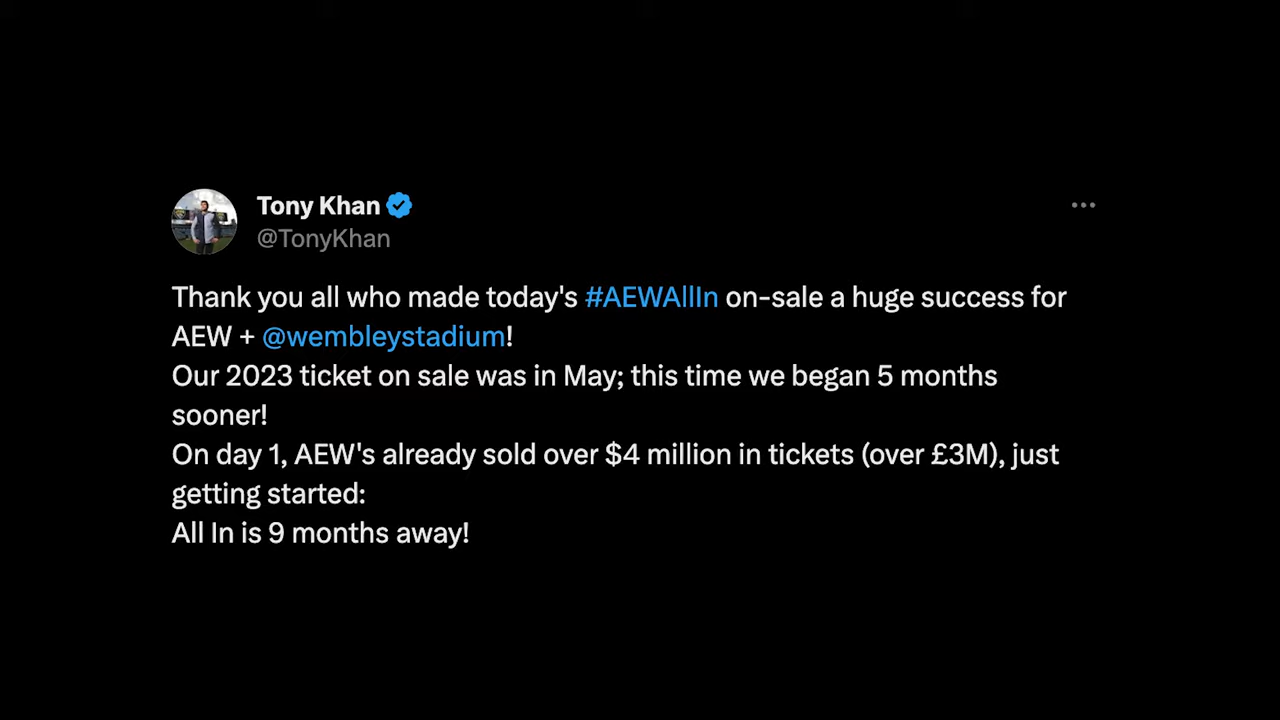 Tony Khan
@TonyKhan
Thank you all who made today's #AEWAllIn on-sale a huge success for
AEW + @wembleystadium!
Our 2023 ticket on sale was in May; this time we began 5 months
sooner!
On day 1, AEW's already sold over $4 million in tickets (over £3M), just
getting started:
All In is 9 months away!